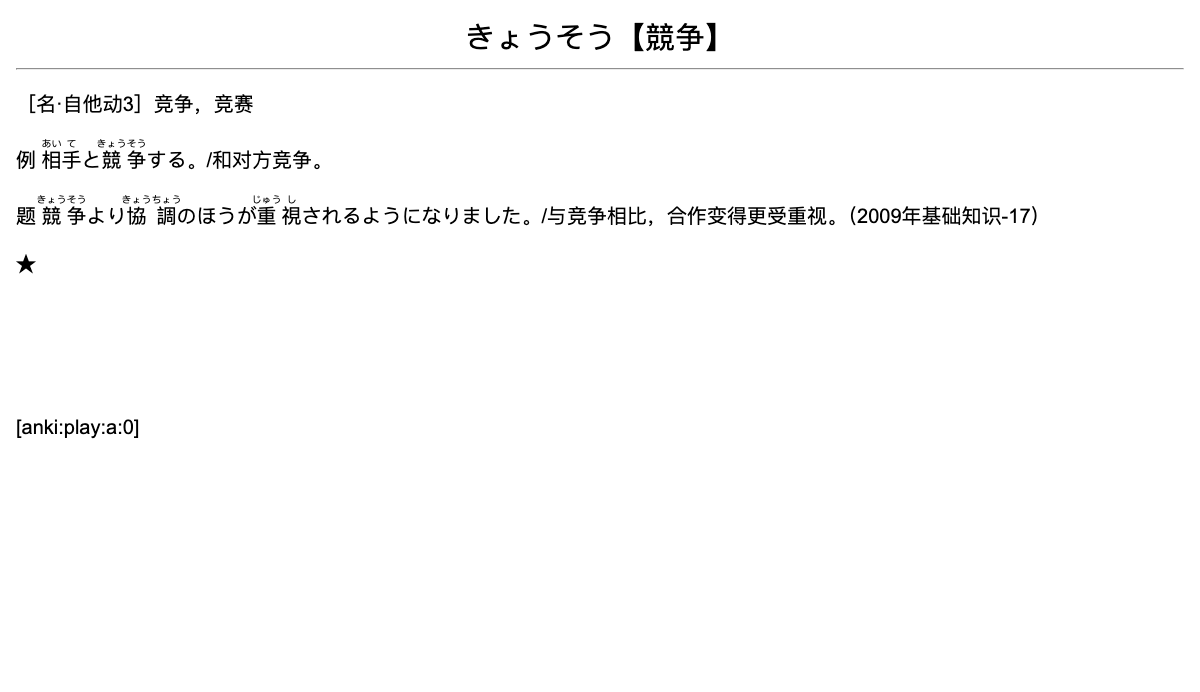 きょうそう【競争】
［名·自他动3］竞争，竞赛
あい て きょうそう
例 相手と競争する。/和对方竞争。
きょうそう きょうちょう じゅう し
题 競争より協調のほうが重視されるようになりました。/与竞争相比，合作变得更受重视。（2009年基础知识-17）
★
[anki:play:a:0]